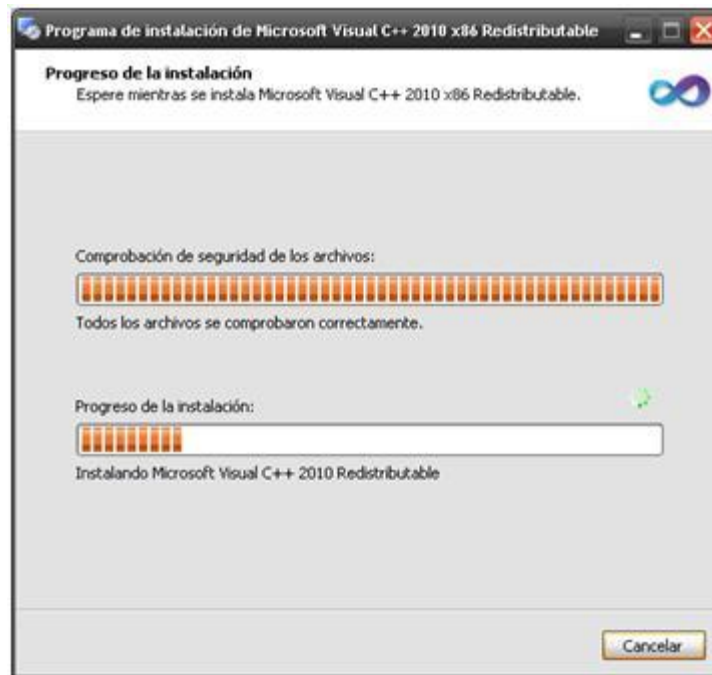 Programa de instalación de Microsoft Visual C++ 2010 x86 Redistributable
Progreso de la instalación
Espere mientras se instala Microsoft Visual C++ 2010 x86 Redistributable.
Comprobación de seguridad de los archivos:
Todos los archivos se comprobaron correctamente.
Progreso de la instalación:
Instalando Microsoft Visual C++ 2010 Redistributable
Cancelar